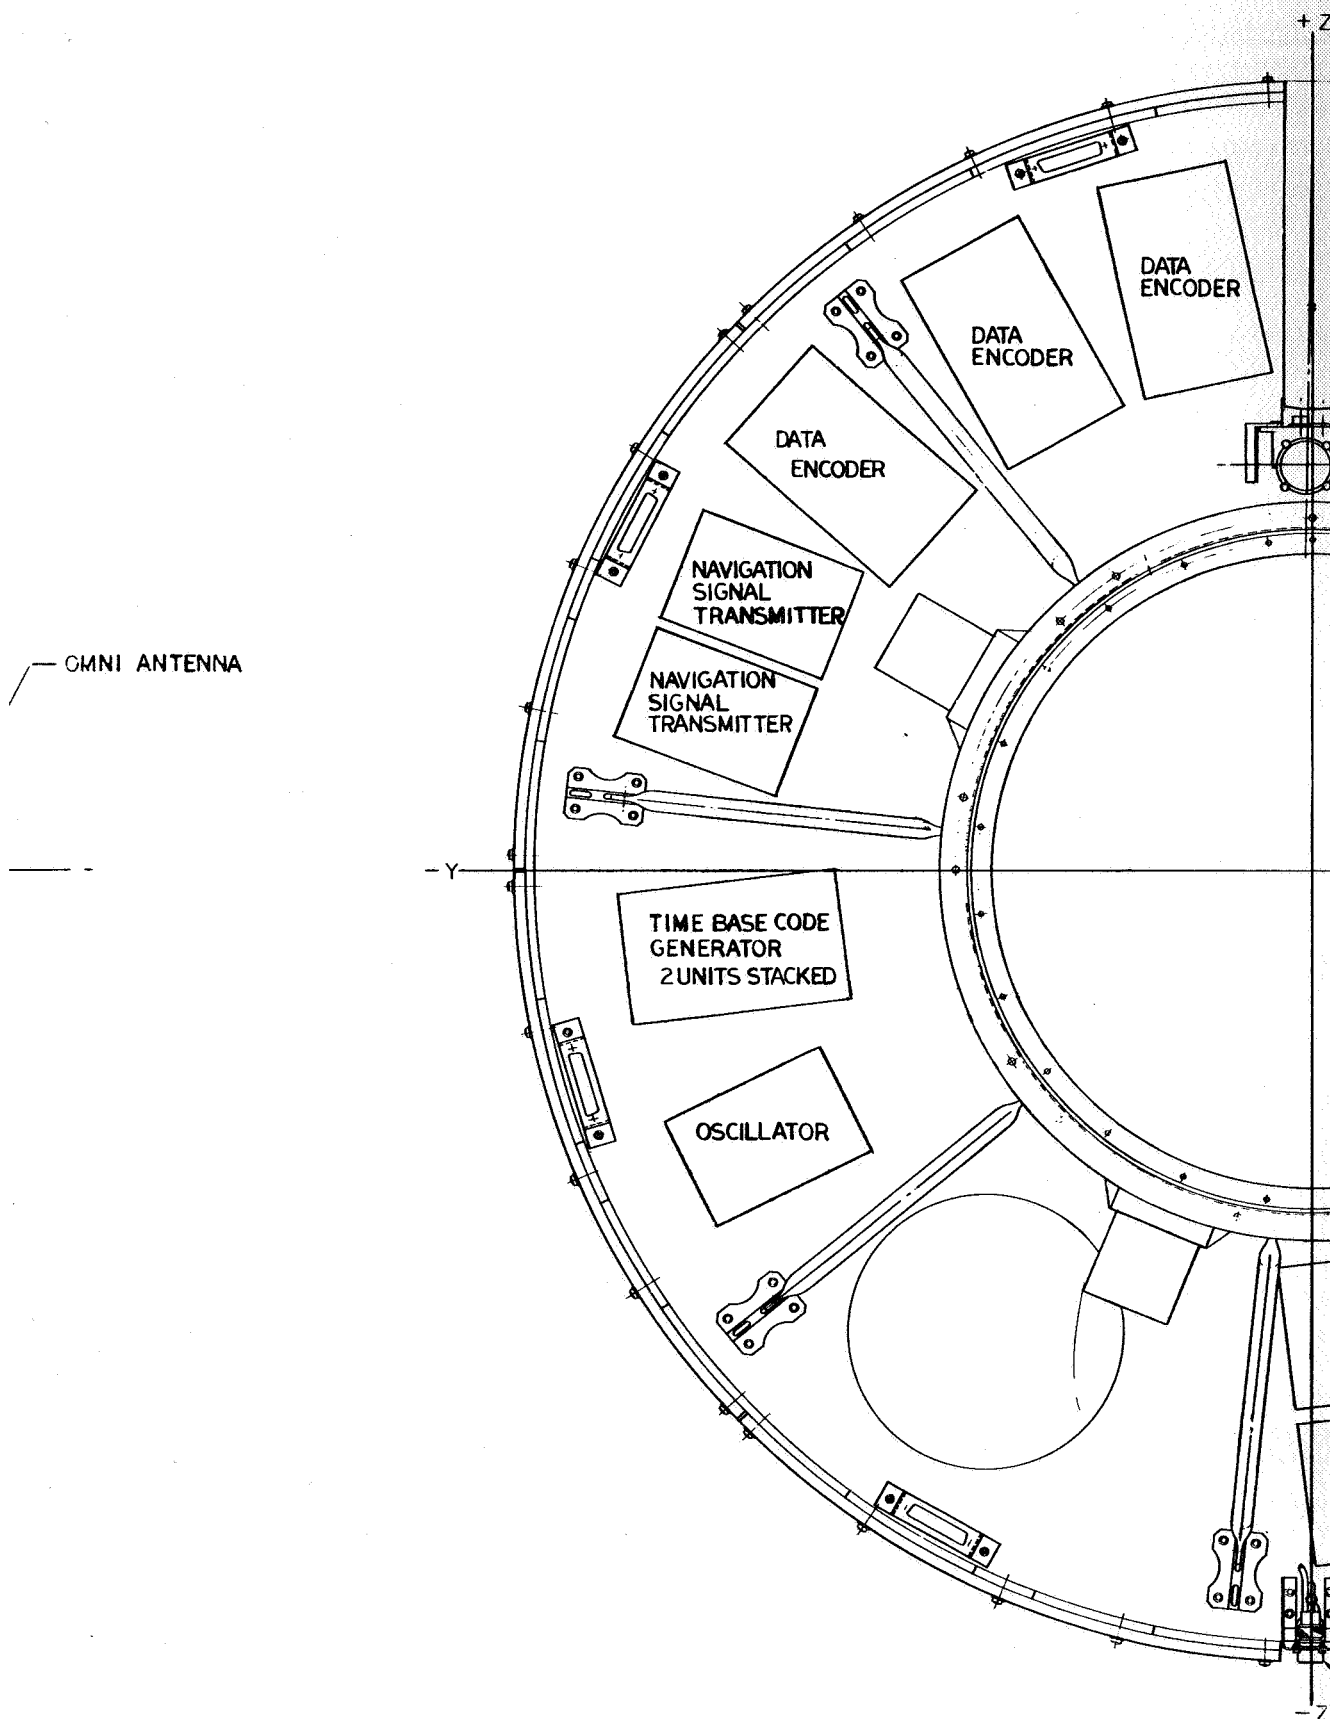 + Z
DATA
ENCODER
DATA
ENCODER
DATA
ENCODER
NAVIGATION
SIGNAL
TRANSMITTER
OMNI ANTENNA
NAVIGATION
SIGNAL
TRANSMITTER
- Y
TIME BASE CODE
GENERATOR
2 UNITS STACKED
OSCILLATOR
- Z